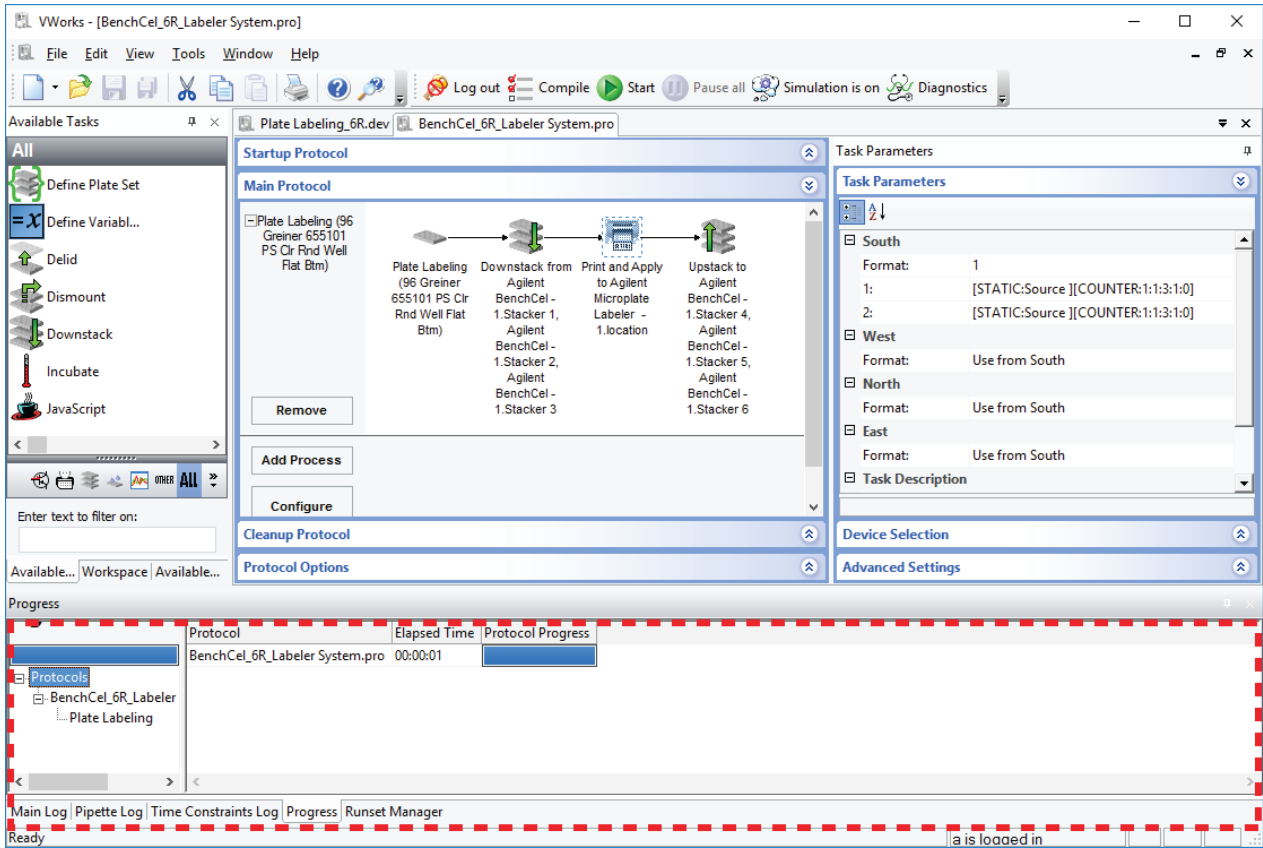 VWorks - [BenchCel_6R_Labeler System.pro]
File Edit View Tools Window Help
Log out Compile Start Pause all Simulation is on Diagnostics
Available Tasks
All
Define Plate Set
=x Define Variabl...
Delid
Dismount
Downstack
Incubate
JavaScript
OTHER All
Enter text to filter on:
Available... Workspace Available...
Plate Labeling_6R.dev BenchCel_6R_Labeler System.pro
Startup Protocol
Main Protocol
Plate Labeling (96
Greiner 655101
PS Clr Rnd Well
Flat Btm)
Remove
Plate Labeling
(96 Greiner
655101 PS Clr
Rnd Well Flat
Btm)
Downstack from
Agilent
BenchCel -
1.Stacker 1,
Agilent
BenchCel -
1.Stacker 2,
Agilent
BenchCel -
1.Stacker 3
Print and Apply
to Agilent
Microplate
Labeler -
1.location
Upstack to
Agilent
BenchCel -
1.Stacker 4,
Agilent
BenchCel -
1.Stacker 5,
Agilent
BenchCel -
1.Stacker 6
Add Process
Configure
Cleanup Protocol
Protocol Options
Task Parameters
Task Parameters
A
Z
South
Format: 1
1: [STATIC:Source ][COUNTER:1:1:3:1:0]
2: [STATIC:Source ][COUNTER:1:1:3:1:0]
West
Format: Use from South
North
Format: Use from South
East
Format: Use from South
Task Description
Device Selection
Advanced Settings
Progress
Protocol Elapsed Time Protocol Progress
BenchCel_6R_Labeler System.pro 00:00:01
Protocols
BenchCel_6R_Labeler
Plate Labeling
Main Log Pipette Log Time Constraints Log Progress Runset Manager
Ready a is logged in